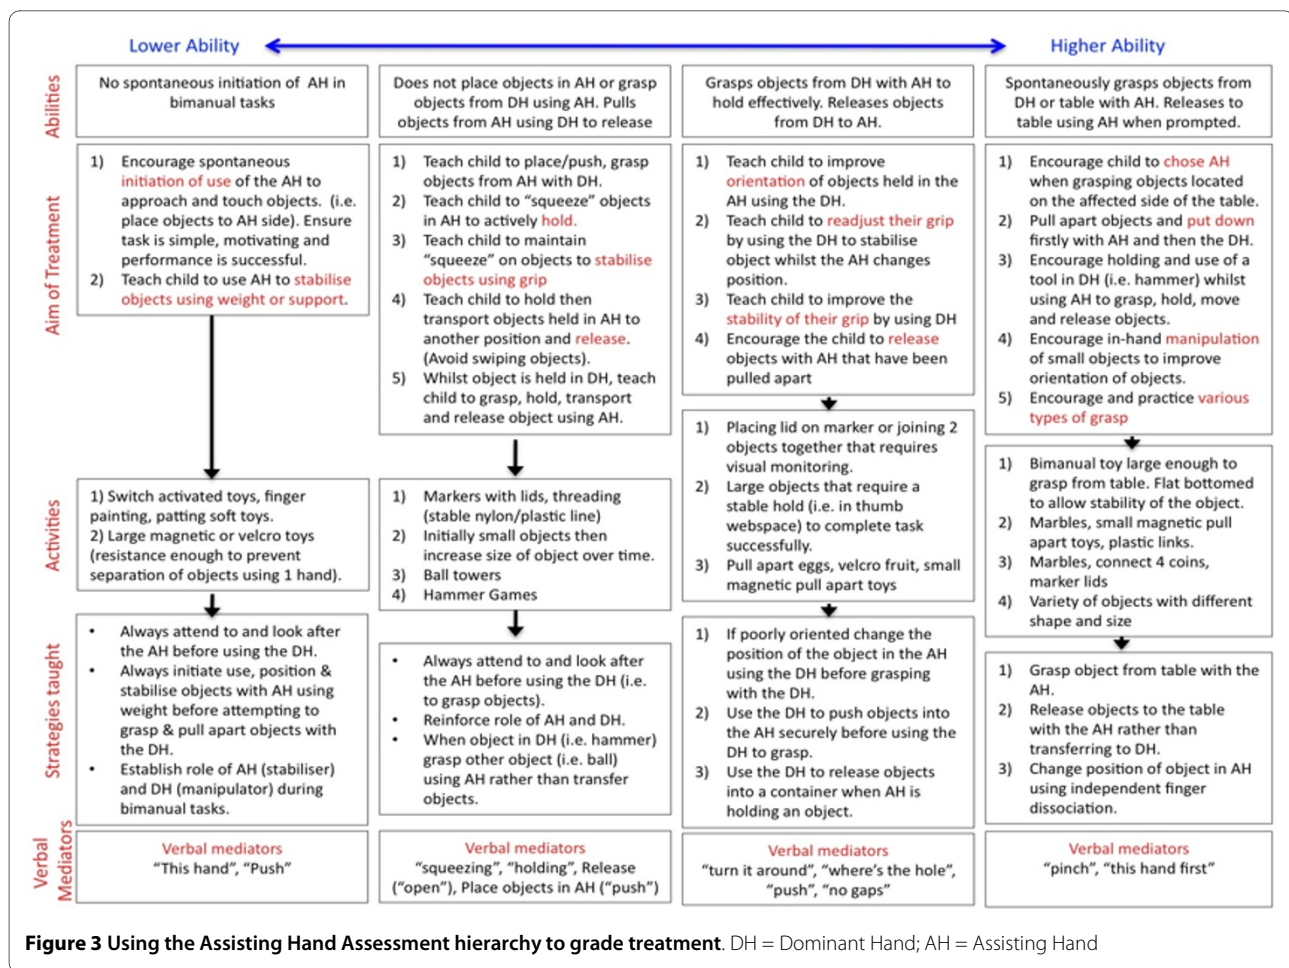 Lower Ability
Higher Ability
Abilities
No spontaneous initiation of AH in
bimanual tasks
Does not place objects in AH or grasp
objects from DH using AH. Pulls
objects from AH using DH to release
Grasps objects from DH with AH to
hold effectively. Releases objects
from DH to AH.
Spontaneously grasps objects from
DH or table with AH. Releases to
table using AH when prompted.
Aim of Treatment
1) Encourage spontaneous
initiation of use of the AH to
approach and touch objects. (i.e.
place objects to AH side). Ensure
task is simple, motivating and
performance is successful.
2) Teach child to use AH to stabilise
objects using weight or support.
1) Teach child to place/push, grasp
objects from AH with DH.
2) Teach child to "squeeze" objects
in AH to actively hold.
3) Teach child to maintain
"squeeze" on objects to stabilise
objects using grip
4) Teach child to hold then
transport objects held in AH to
another position and release.
(Avoid swiping objects).
5) Whilst object is held in DH, teach
child to grasp, hold, transport
and release object using AH.
1) Teach child to improve
orientation of objects held in the
AH using the DH.
2) Teach child to readjust their grip
by using the DH to stabilise
object whilst the AH changes
position.
3) Teach child to improve the
stability of their grip by using DH
4) Encourage the child to release
objects with AH that have been
pulled apart
1) Encourage child to chose AH
when grasping objects located
on the affected side of the table.
2) Pull apart objects and put down
firstly with AH and then the DH.
3) Encourage holding and use of a
tool in DH (i.e. hammer) whilst
using AH to grasp, hold, move
and release objects.
4) Encourage in-hand manipulation
of small objects to improve
orientation of objects.
5) Encourage and practice various
types of grasp
Activities
1) Switch activated toys, finger
painting, patting soft toys.
2) Large magnetic or velcro toys
(resistance enough to prevent
separation of objects using 1 hand).
1) Markers with lids, threading
(stable nylon/plastic line)
2) Initially small objects then
increase size of object over time.
3) Ball towers
4) Hammer Games
1) Placing lid on marker or joining 2
objects together that requires
visual monitoring.
2) Large objects that require a
stable hold (i.e. in thumb
webspace) to complete task
successfully.
3) Pull apart eggs, velcro fruit, small
magnetic pull apart toys
1) Bimanual toy large enough to
grasp from table. Flat bottomed
to allow stability of the object.
2) Marbles, small magnetic pull
apart toys, plastic links.
3) Marbles, connect 4 coins,
marker lids
4) Variety of objects with different
shape and size
Strategies taught
• Always attend to and look after
the AH before using the DH.
• Always initiate use, position &
stabilise objects with AH using
weight before attempting to
grasp & pull apart objects with
the DH.
• Establish role of AH (stabiliser)
and DH (manipulator) during
bimanual tasks.
• Always attend to and look after
the AH before using the DH (i.e.
to grasp objects).
• Reinforce role of AH and DH.
• When object in DH (i.e. hammer)
grasp other object (i.e. ball)
using AH rather than transfer
objects.
1) If poorly oriented change the
position of the object in the AH
using the DH before grasping
with the DH.
2) Use the DH to push objects into
the AH securely before using the
DH to grasp.
3) Use the DH to release objects
into a container when AH is
holding an object.
1) Grasp object from table with the
AH.
2) Release objects to the table
with the AH rather than
transferring to DH.
3) Change position of object in AH
using independent finger
dissociation.
Verbal
Mediators
Verbal mediators
"This hand", "Push"
Verbal mediators
"squeezing", "holding", Release
("open"), Place objects in AH ("push")
Verbal mediators
"turn it around", "where's the hole",
"push", "no gaps"
Verbal mediators
"pinch", "this hand first"
Figure 3 Using the Assisting Hand Assessment hierarchy to grade treatment. DH = Dominant Hand; AH = Assisting Hand